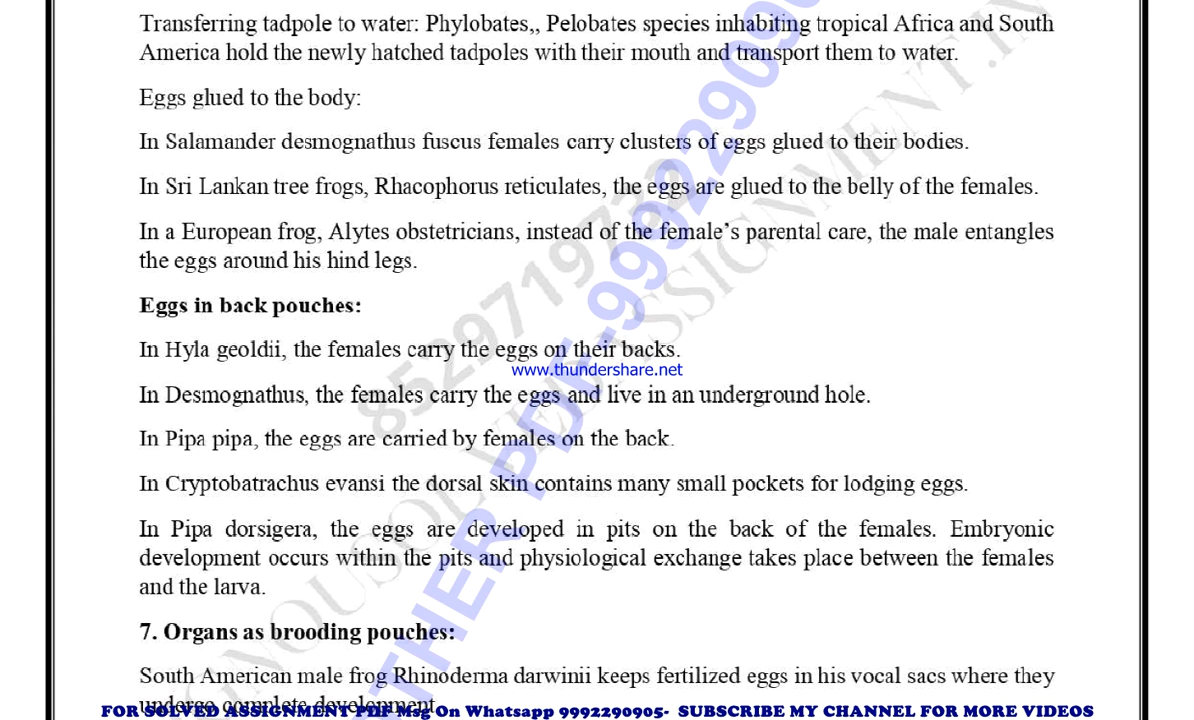 Transferring tadpole to water: Phylobates,, Pelobates species inhabiting tropical Africa and South
America hold the newly hatched tadpoles with their mouth and transport them to water.
Eggs glued to the body:
In Salamander desmognathus fuscus females carry clusters of eggs glued to their bodies.
In Sri Lankan tree frogs, Rhacophorus reticulates, the eggs are glued to the belly of the females.
In a European frog, Alytes obstetricians, instead of the female's parental care, the male entangles
the eggs around his hind legs.
Eggs in back pouches:
In Hyla geoldii, the females carry the eggs on their backs.
www.thundershare.net
In Desmognathus, the females carry the eggs and live in an underground hole.
In Pipa pipa, the eggs are carried by females on the back.
In Cryptobatrachus evansi the dorsal skin contains many small pockets for lodging eggs.
In Pipa dorsigera, the eggs are developed in pits on the back of the females. Embryonic
development occurs within the pits and physiological exchange takes place between the females
and the larva.
7. Organs as brooding pouches:
South American male frog Rhinoderma darwinii keeps fertilized eggs in his vocal sacs where they
undergo complete development.
FOR SOLVED ASSIGNMENT PDF Msg On Whatsapp 9992290905- SUBSCRIBE MY CHANNEL FOR MORE VIDEOS